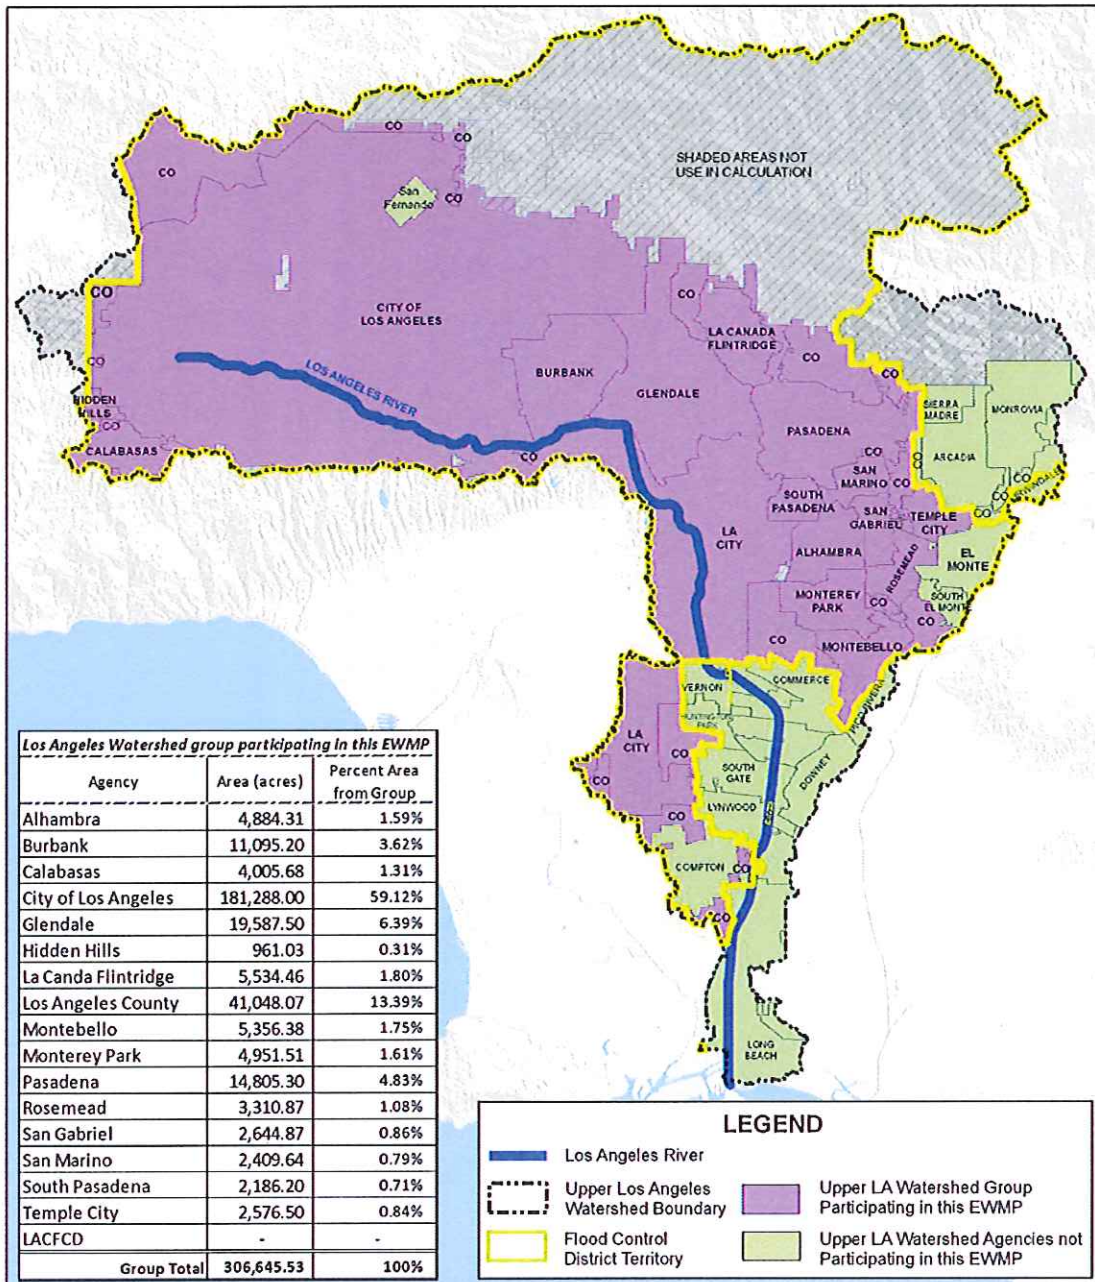 CO
CO
CO
SHADED AREAS NOT
USE IN CALCULATION
San
Fernando
CO
CO
CO
CITY OF
LOS ANGELES
LA CANADA
FLINTRIDGE
CO
CO
LOS ANGELES RIVER
BURBANK
GLENDALE
CO
HIDDEN
HILLS
CO
CALABASAS
CO
SIERRA
MADRE
MONROVIA
PASADENA
ARCADIA
CO
CO
SAN
MARINO
CO
CO
CO
CO
SOUTH
PASADENA
SAN
GABRIEL
TEMPLE
CITY
LA
CITY
ALHAMBRA
ROSEMEAD
EL
MONTE
MONTEREY
PARK
CO
SOUTH
EL MONTE
CO
CO
MONTEBELLO
VERNON
COMMERCE
HUNTINGTON
PARK
LA
CITY
CO
CO
SOUTH
GATE
DOWNEY
LYNWOOD
CO
COMPTON
CO
CO
LONG
BEACH
Los Angeles Watershed group participating in this EWMP
Agency Area (acres) Percent Area from Group
Alhambra 4,884.31 1.59%
Burbank 11,095.20 3.62%
Calabasas 4,005.68 1.31%
City of Los Angeles 181,288.00 59.12%
Glendale 19,587.50 6.39%
Hidden Hills 961.03 0.31%
La Canda Flintridge 5,534.46 1.80%
Los Angeles County 41,048.07 13.39%
Montebello 5,356.38 1.75%
Monterey Park 4,951.51 1.61%
Pasadena 14,805.30 4.83%
Rosemead 3,310.87 1.08%
San Gabriel 2,644.87 0.86%
San Marino 2,409.64 0.79%
South Pasadena 2,186.20 0.71%
Temple City 2,576.50 0.84%
LACFCD - -
Group Total 306,645.53 100%
LEGEND
Los Angeles River
Upper Los Angeles
Watershed Boundary
Flood Control
District Territory
Upper LA Watershed Group
Participating in this EWMP
Upper LA Watershed Agencies not
Participating in this EWMP